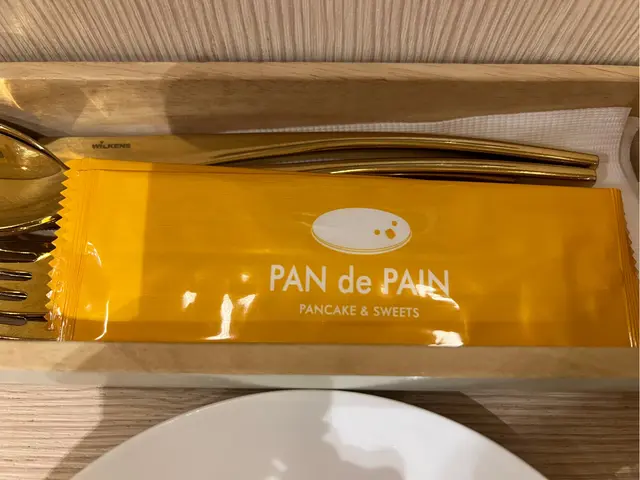 WILKENS
PAN de PAIN
PANCAKE & SWEETS